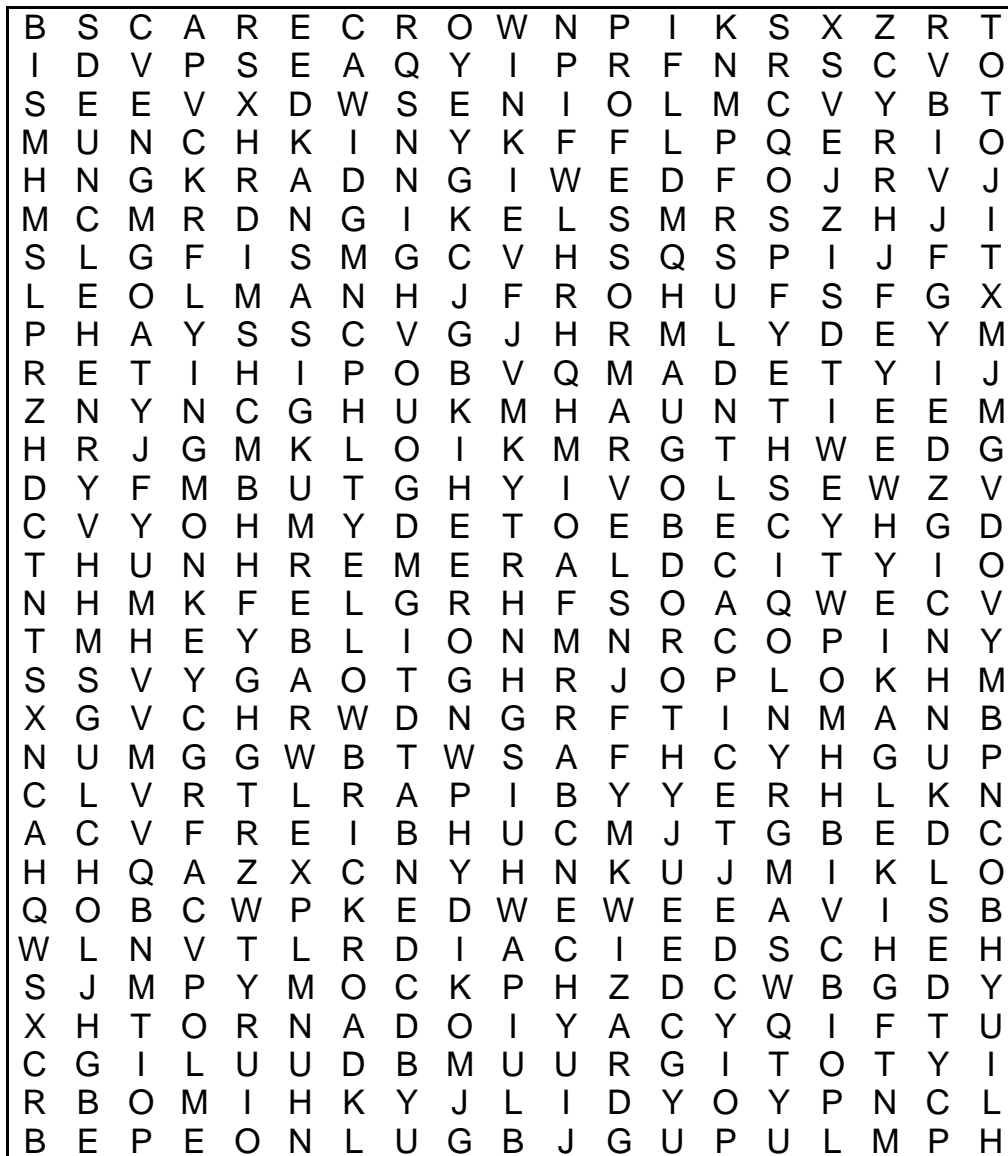 B S C A R E C R O W N P I K S X Z R T
I D V P S E A Q Y I P R F N R S C V O
S E E V X D W S E N I O L M C V Y B T
M U N C H K I N Y K F F L P Q E R I O
H N G K R A D N G I W E D F O J R V J
M C M R D N G I K E L S M R S Z H J I
S L G F I S M G C V H S Q S P I J F T
L E O L M A N H J F R O H U F S F G X
P H A Y S S C V G J H R M L Y D E Y M
R E T I H I P O B V Q M A D E T Y I J
Z N Y N C G H U K M H A U N T I E E M
H R J G M K L O I K M R G T H W E D G
D Y F M B U T G H Y I V O L S E W Z V
C V Y O H M Y D E T O E B E C Y H G D
T H U N H R E M E R A L D C I T Y I O
N H M K F E L G R H F S O A Q W E C V
T M H E Y B L I O N M N R C O P I N Y
S S V Y G A O T G H R J O P L O K H M
X G V C H R W D N G R F T I N M A N B
N U M G G W B T W S A F H C Y H G U P
C L V R T L R A P I B Y Y E R H L K N
A C V F R E I B H U C M J T G B E D C
H H Q A Z X C N Y H N K U J M I K L O
Q O B C W P K E D W E W E E A V I S B
W L N V T L R D I A C I E D S C H E H
S J M P Y M O C K P H Z D C W B G D Y
X H T O R N A D O I Y A C Y Q I F T U
C G I L U U D B M U U R G I T O T Y I
R B O M I H K Y J L I D Y O Y P N C L
B E P E O N L U G B J G U P U L M P H